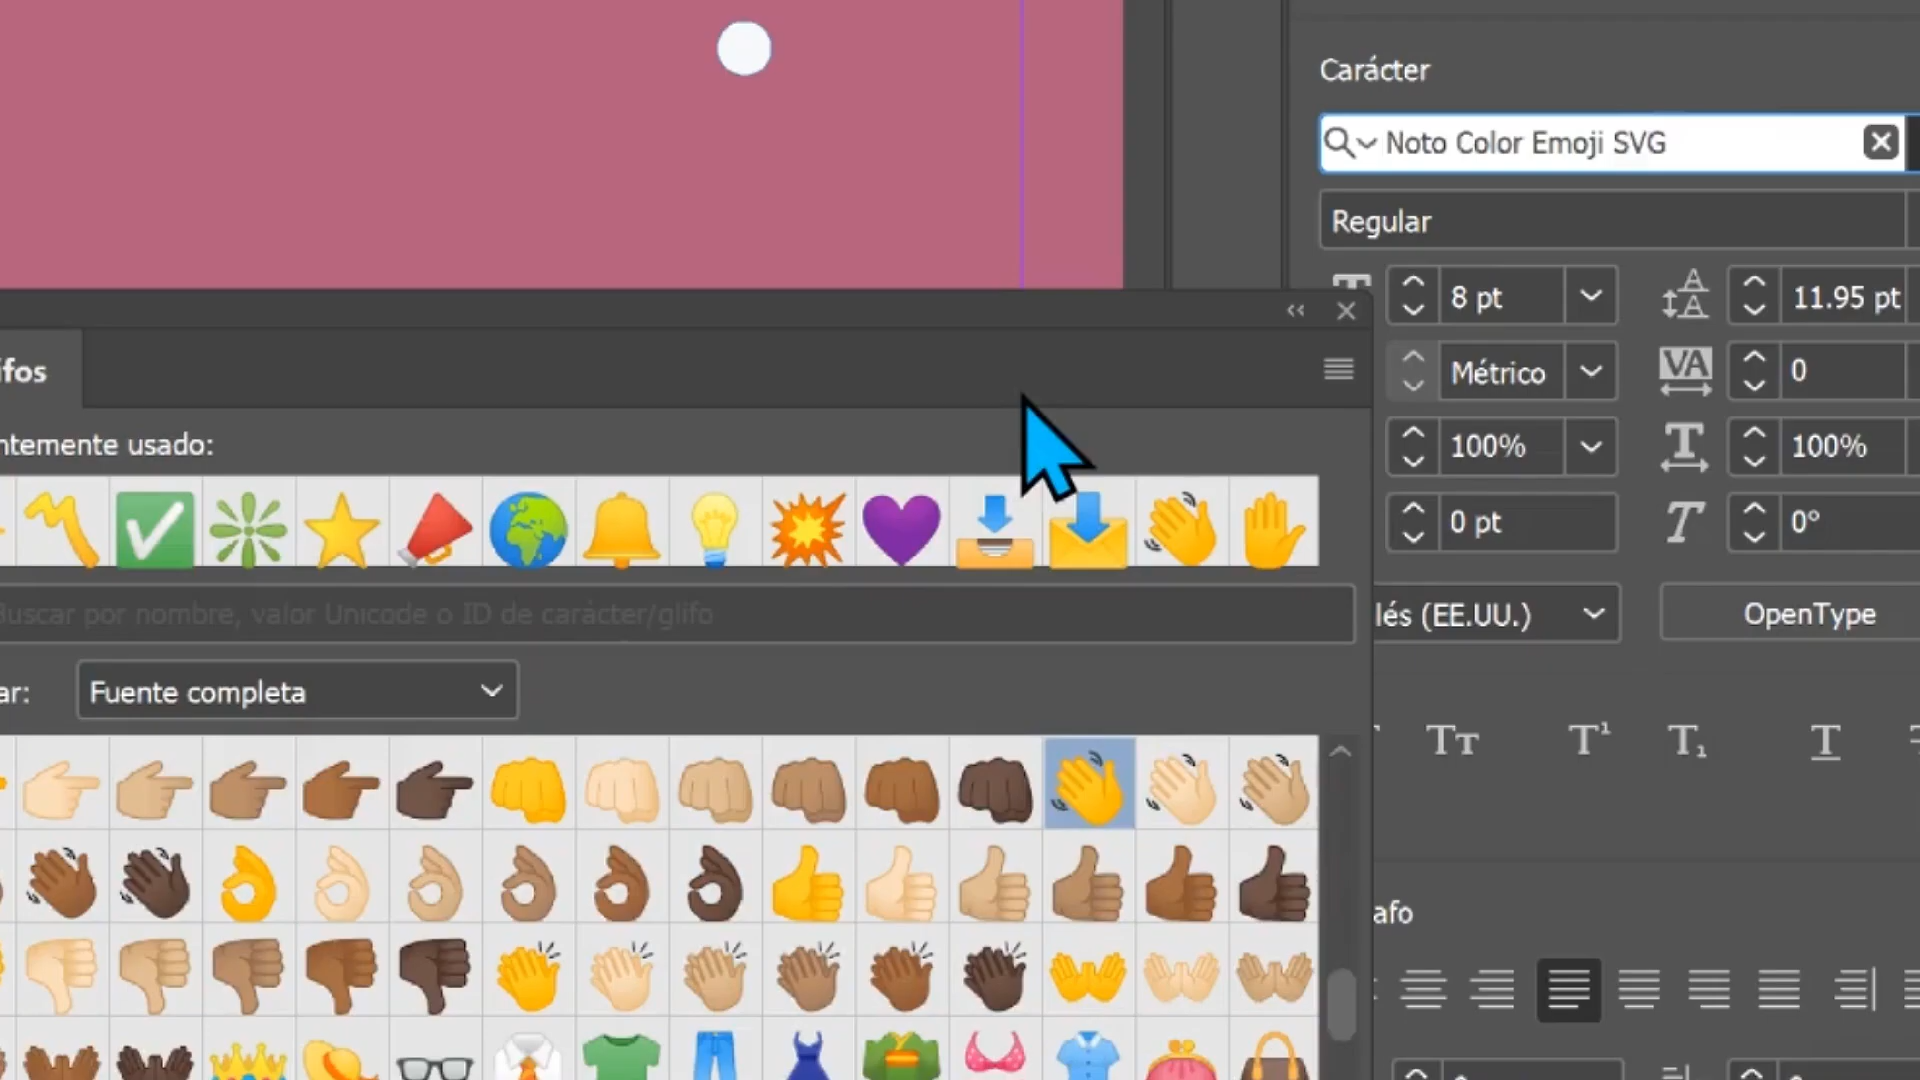 Carácter
Noto Color Emoji SVG
Regular
8 pt
11.95 pt
ifos
Métrico
0
ntemente usado:
100%
100%
0 pt
0°
Buscar por nombre, valor Unicode o ID de carácter/glifo
lés (EE.UU.)
OpenType
ar:
Fuente completa
afo